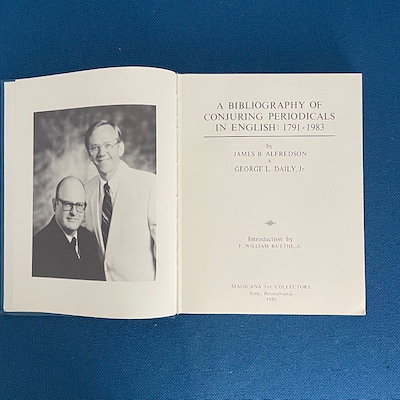 A BIBLIOGRAPHY OF
CONJURING PERIODICALS
IN ENGLISH: 1791-1983
by
JAMES B. ALFREDSON
&
GEORGE L. DAILY, Jr.
Introduction by
F. WILLIAM KUETHE, Jr.
MAGICANA for COLLECTORS
York, Pennsylvania
1986